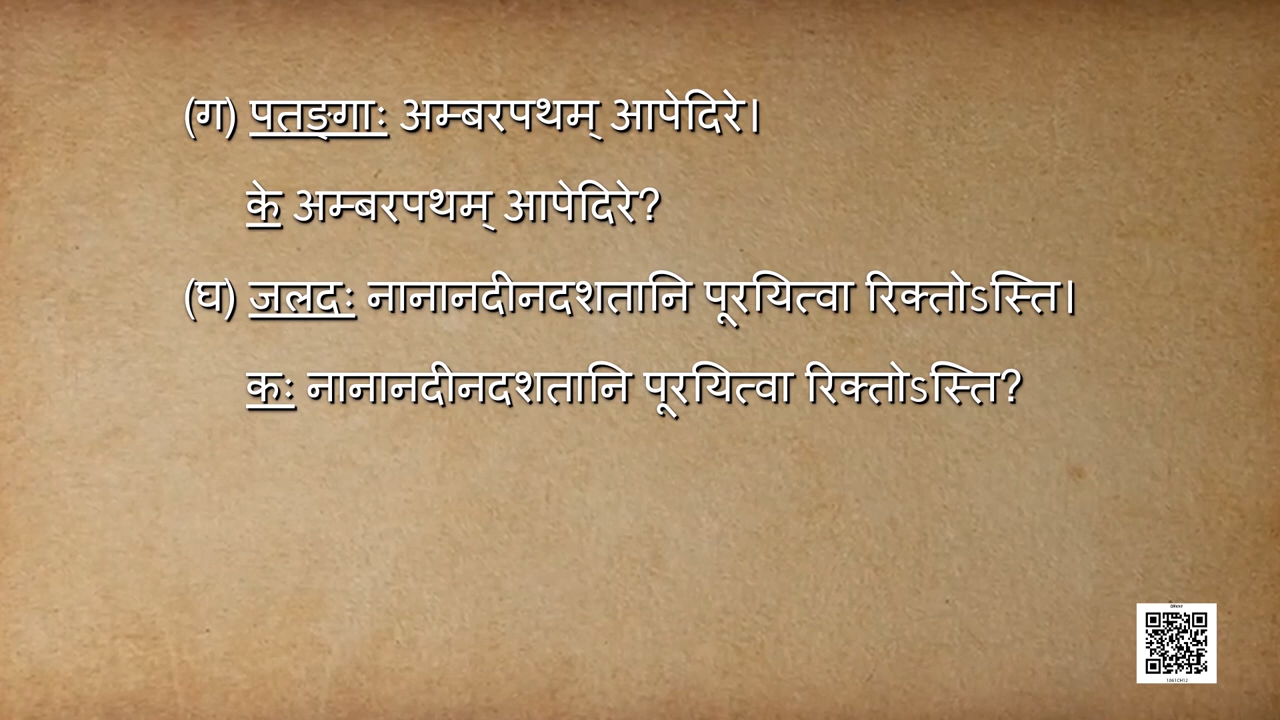 (ग) पतङ्गाः अम्बरपथम् आपेदिरे।
के अम्बरपथम् आपेदिरे?
(घ) जलदः नानानदीनदशतानि पूरयित्वा रिक्तोऽस्ति।
कः नानानदीनदशतानि पूरयित्वा रिक्तोऽस्ति?